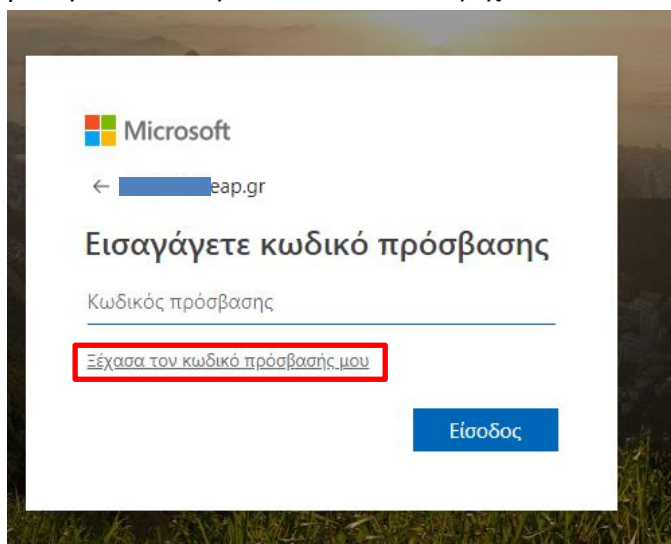 Microsoft
← eap.gr
Εισαγάγετε κωδικό πρόσβασης
Κωδικός πρόσβασης
Ξέχασα τον κωδικό πρόσβασής μου
Είσοδος